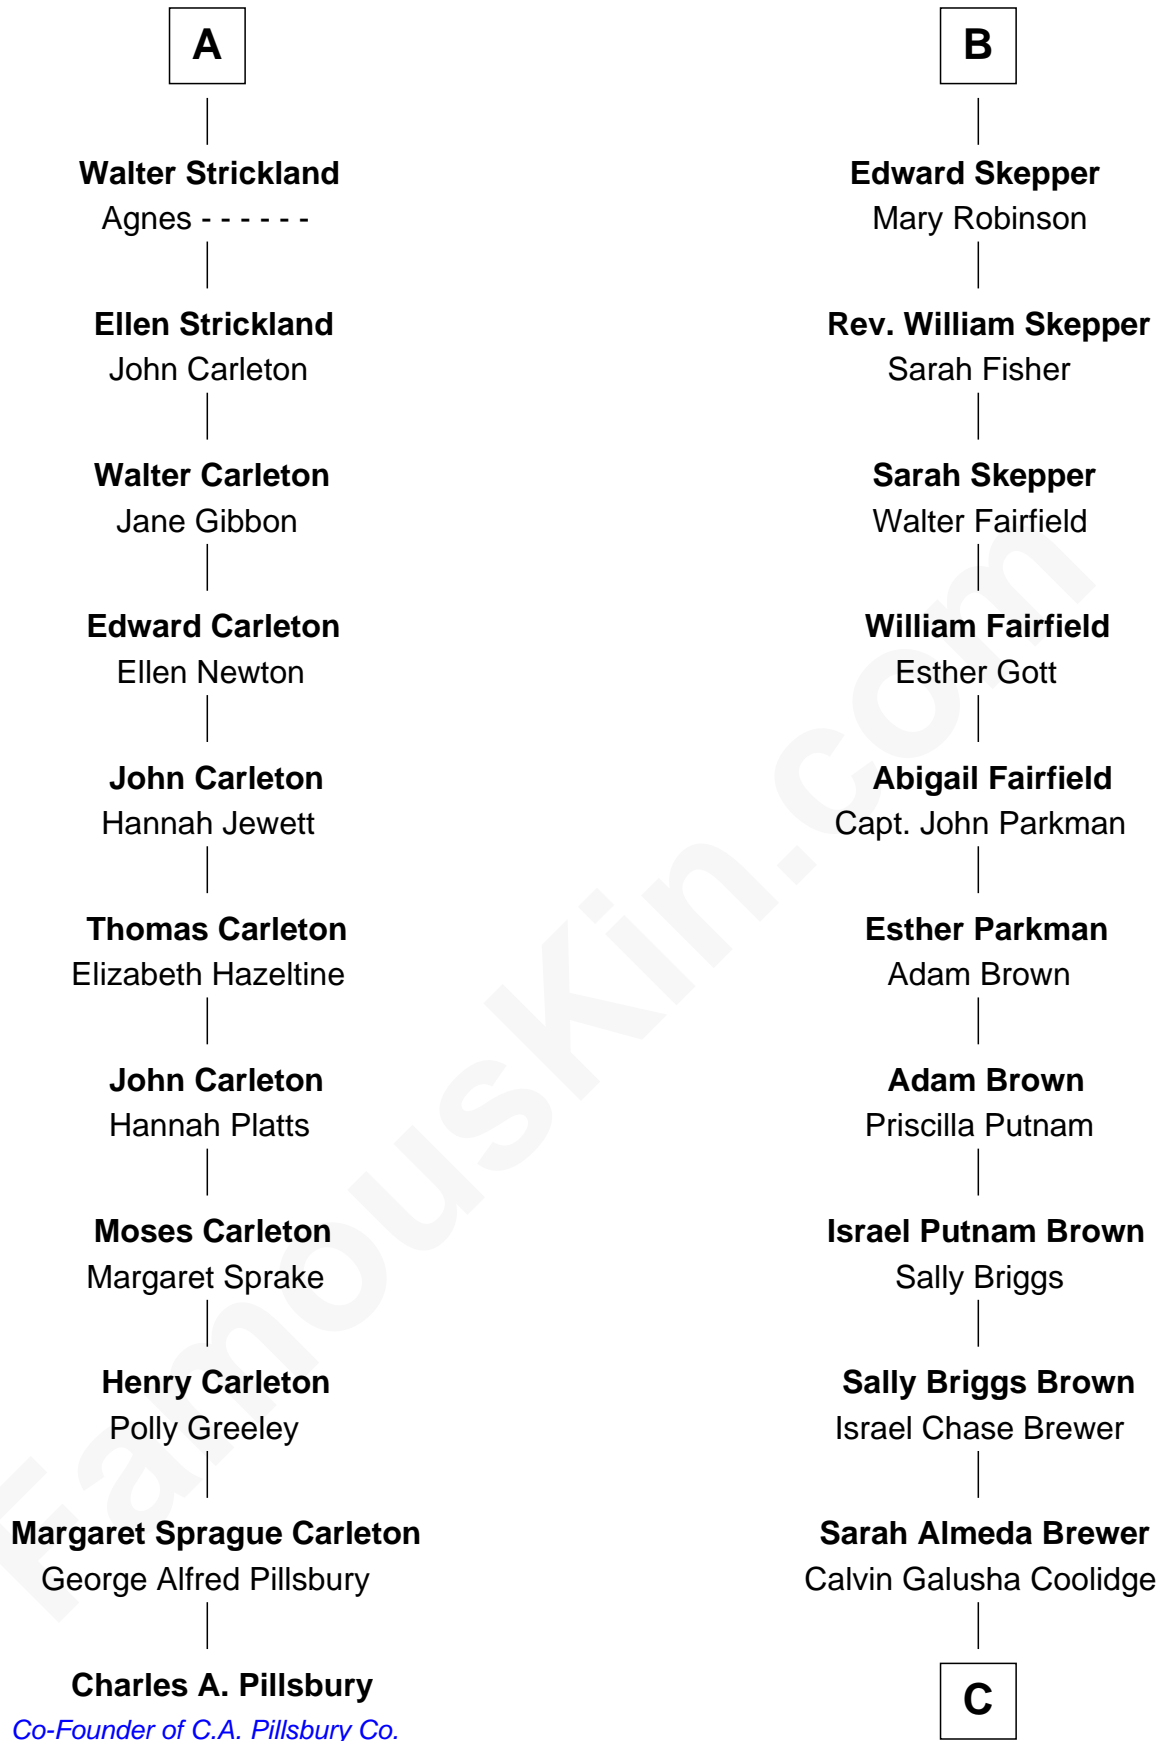 A
Walter Strickland
Agnes - - - - - -
Ellen Strickland
John Carleton
Walter Carleton
Jane Gibbon
Edward Carleton
Ellen Newton
John Carleton
Hannah Jewett
Thomas Carleton
Elizabeth Hazeltine
John Carleton
Hannah Platts
Moses Carleton
Margaret Sprake
Henry Carleton
Polly Greeley
Margaret Sprague Carleton
George Alfred Pillsbury
Charles A. Pillsbury
Co-Founder of C.A. Pillsbury Co.
B
Edward Skepper
Mary Robinson
Rev. William Skepper
Sarah Fisher
Sarah Skepper
Walter Fairfield
William Fairfield
Esther Gott
Abigail Fairfield
Capt. John Parkman
Esther Parkman
Adam Brown
Adam Brown
Priscilla Putnam
Israel Putnam Brown
Sally Briggs
Sally Briggs Brown
Israel Chase Brewer
Sarah Almeda Brewer
Calvin Galusha Coolidge
C
FamousKin.com